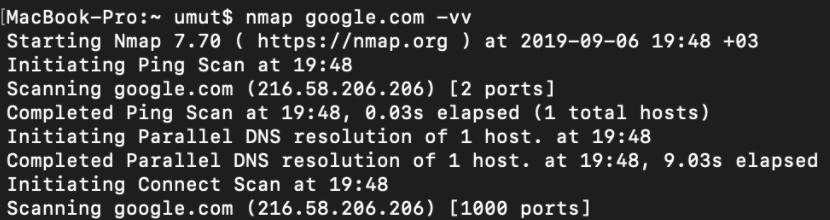 [MacBook-Pro:~ umut$ nmap google.com -vv
Starting Nmap 7.70 ( https://nmap.org ) at 2019-09-06 19:48 +03
Initiating Ping Scan at 19:48
Scanning google.com (216.58.206.206) [2 ports]
Completed Ping Scan at 19:48, 0.03s elapsed (1 total hosts)
Initiating Parallel DNS resolution of 1 host. at 19:48
Completed Parallel DNS resolution of 1 host. at 19:48, 9.03s elapsed
Initiating Connect Scan at 19:48
Scanning google.com (216.58.206.206) [1000 ports]